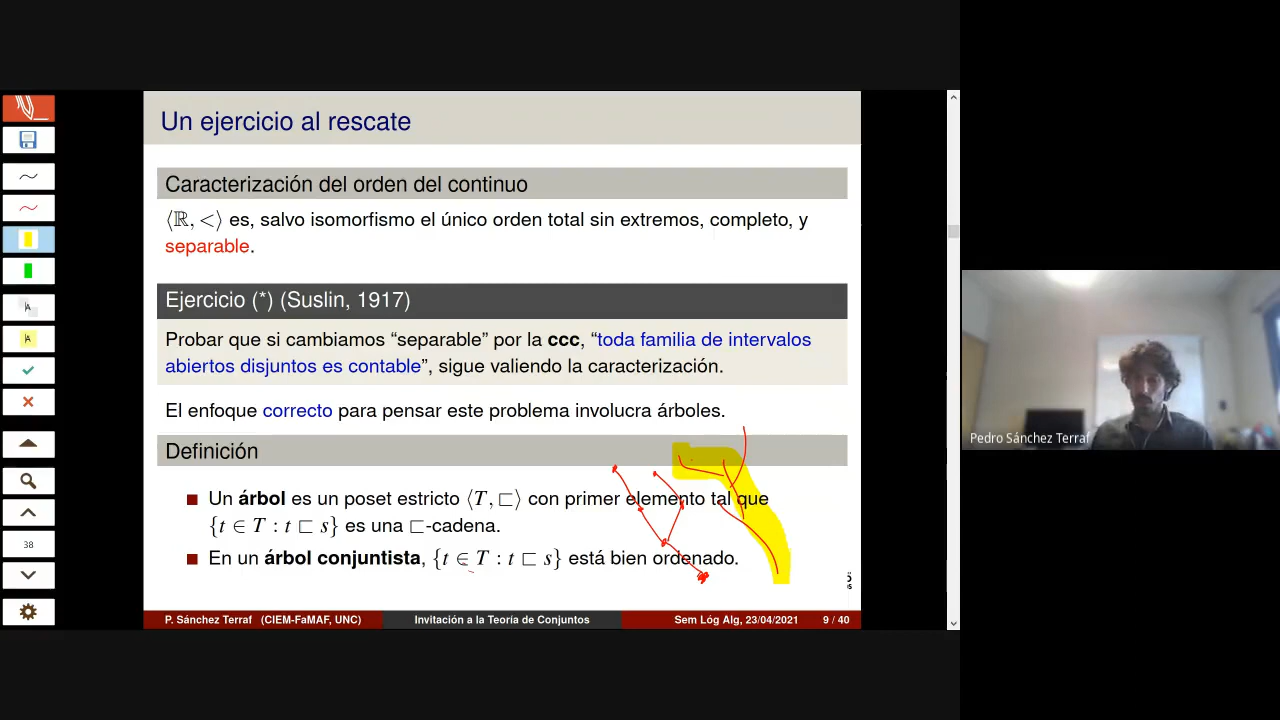 Un ejercicio al rescate
Caracterización del orden del continuo
⟨ℝ, <⟩ es, salvo isomorfismo el único orden total sin extremos, completo, y
separable.
Ejercicio (*) (Suslin, 1917)
Probar que si cambiamos “separable” por la ccc, “toda familia de intervalos
abiertos disjuntos es contable”, sigue valiendo la caracterización.
El enfoque correcto para pensar este problema involucra árboles.
Definición
Un árbol es un poset estricto ⟨T, ⊏⟩ con primer elemento tal que
{t ∈ T : t ⊏ s} es una ⊏-cadena.
En un árbol conjuntista, {t ∈ T : t ⊏ s} está bien ordenado.
P. Sánchez Terraf (CIEM-FaMAF, UNC) Invitación a la Teoría de Conjuntos Sem Lóg Alg, 23/04/2021 9 / 40
38
Pedro Sánchez Terraf